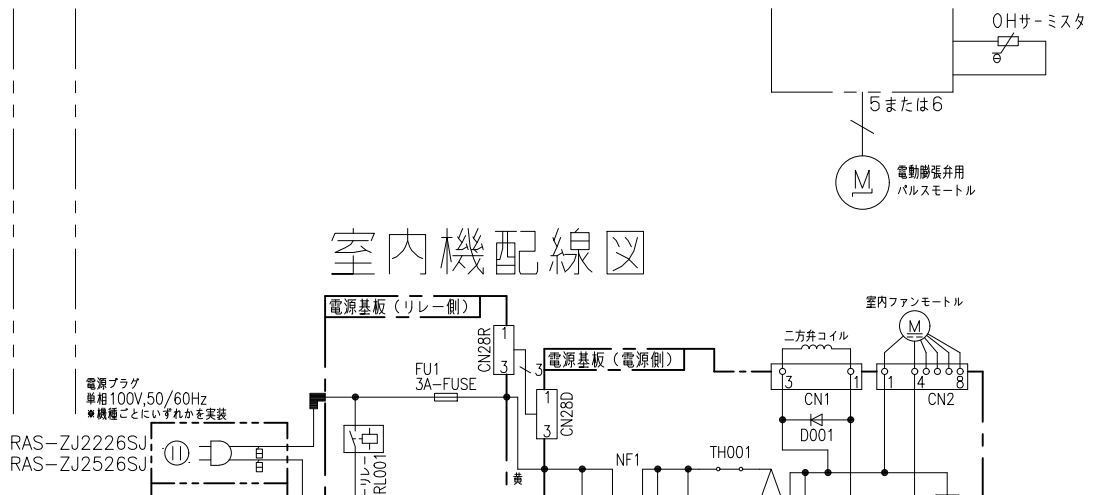 OHサーミスタ
θ
5または6
M
電動膨張弁用
パルスモートル
室内機配線図
電源基板(リレー側)
1
CN28R
3
3
FU1
3A-FUSE
電源基板(電源側)
1
CN28D
3
室内ファンモートル
M
二方弁コイル
3
1
CN1
1
4
8
CN2
D001
電源プラグ
単相100V,50/60Hz
※機種ごとにいずれかを実装
RAS-ZJ2226SJ
RAS-ZJ2526SJ
白
白
リレー
RL001
黄
NF1
TH001